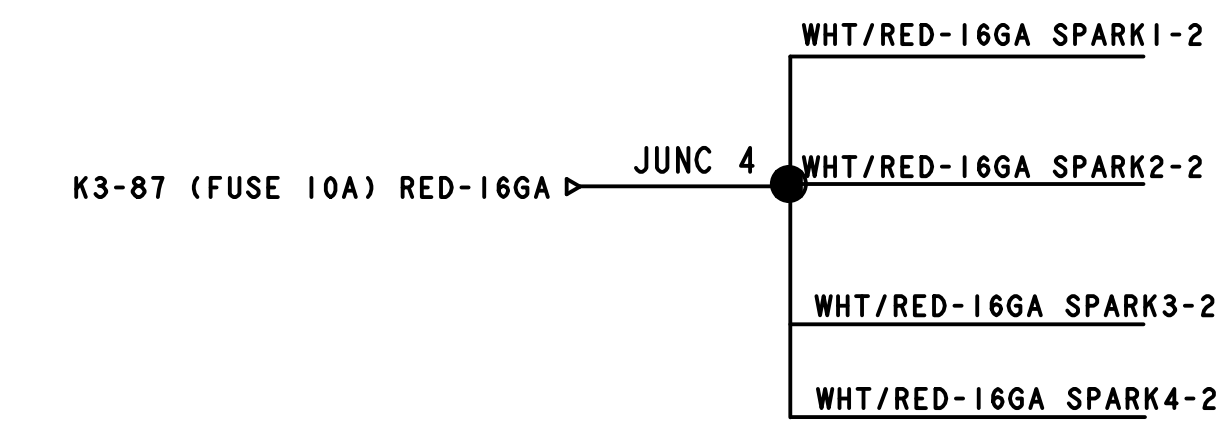 WHT/RED-16GA SPARK1-2
JUNC 4
WHT/RED-16GA SPARK2-2
K3-87 (FUSE 10A) RED-16GA
WHT/RED-16GA SPARK3-2
WHT/RED-16GA SPARK4-2